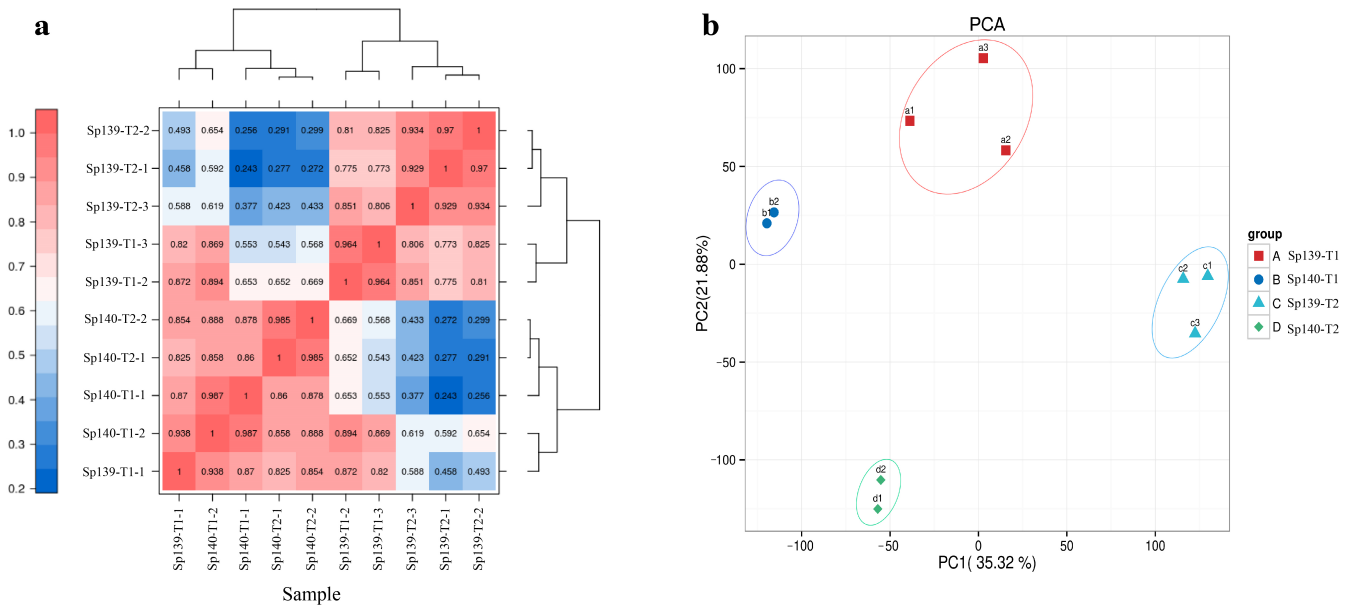 a
1.0
0.9
0.8
0.7
0.6
0.5
0.4
0.3
0.2
Sp139-T2-2 0.493 0.654 0.256 0.291 0.299 0.81 0.825 0.934 0.97 1
Sp139-T2-1 0.458 0.592 0.243 0.277 0.272 0.775 0.773 0.929 1 0.97
Sp139-T2-3 0.588 0.619 0.377 0.423 0.433 0.851 0.806 1 0.929 0.934
Sp139-T1-3 0.82 0.869 0.553 0.543 0.568 0.964 1 0.806 0.773 0.825
Sp139-T1-2 0.872 0.894 0.653 0.652 0.669 1 0.964 0.851 0.775 0.81
Sp140-T2-2 0.854 0.888 0.878 0.985 1 0.669 0.568 0.433 0.272 0.299
Sp140-T2-1 0.825 0.858 0.86 1 0.985 0.652 0.543 0.423 0.277 0.291
Sp140-T1-1 0.87 0.987 1 0.86 0.878 0.653 0.553 0.377 0.243 0.256
Sp140-T1-2 0.938 1 0.987 0.858 0.888 0.894 0.869 0.619 0.592 0.654
Sp139-T1-1 1 0.938 0.87 0.825 0.854 0.872 0.82 0.588 0.458 0.493
Sp139-T1-1 Sp140-T1-2 Sp140-T1-1 Sp140-T2-1 Sp140-T2-2 Sp139-T1-2 Sp139-T1-3 Sp139-T2-3 Sp139-T2-1 Sp139-T2-2
Sample
b
PCA
PC2(21.88%)
100
50
0
−50
−100
a3
a1
a2
b2
b1
c2 c1
c3
d2
d1
−100 −50 0 50 100
PC1( 35.32 %)
group
A Sp139-T1
B Sp140-T1
C Sp139-T2
D Sp140-T2